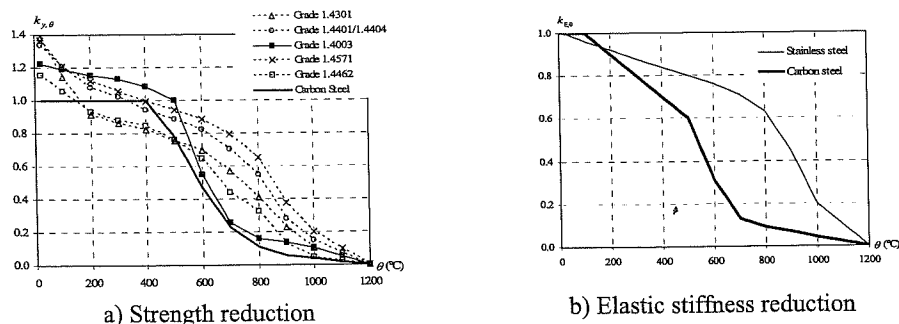 k_y,θ
1.4
1.2
1.0
0.8
0.6
0.4
0.2
0.0
0 200 400 600 800 1000 1200
θ (°C)
Grade 1.4301
Grade 1.4401/1.4404
Grade 1.4003
Grade 1.4571
Grade 1.4462
Carbon Steel
a) Strength reduction
k_E,θ
1.0
0.8
0.6
0.4
0.2
0.0
0 200 400 600 800 1000 1200
θ (°C)
Stainless steel
Carbon steel
b) Elastic stiffness reduction